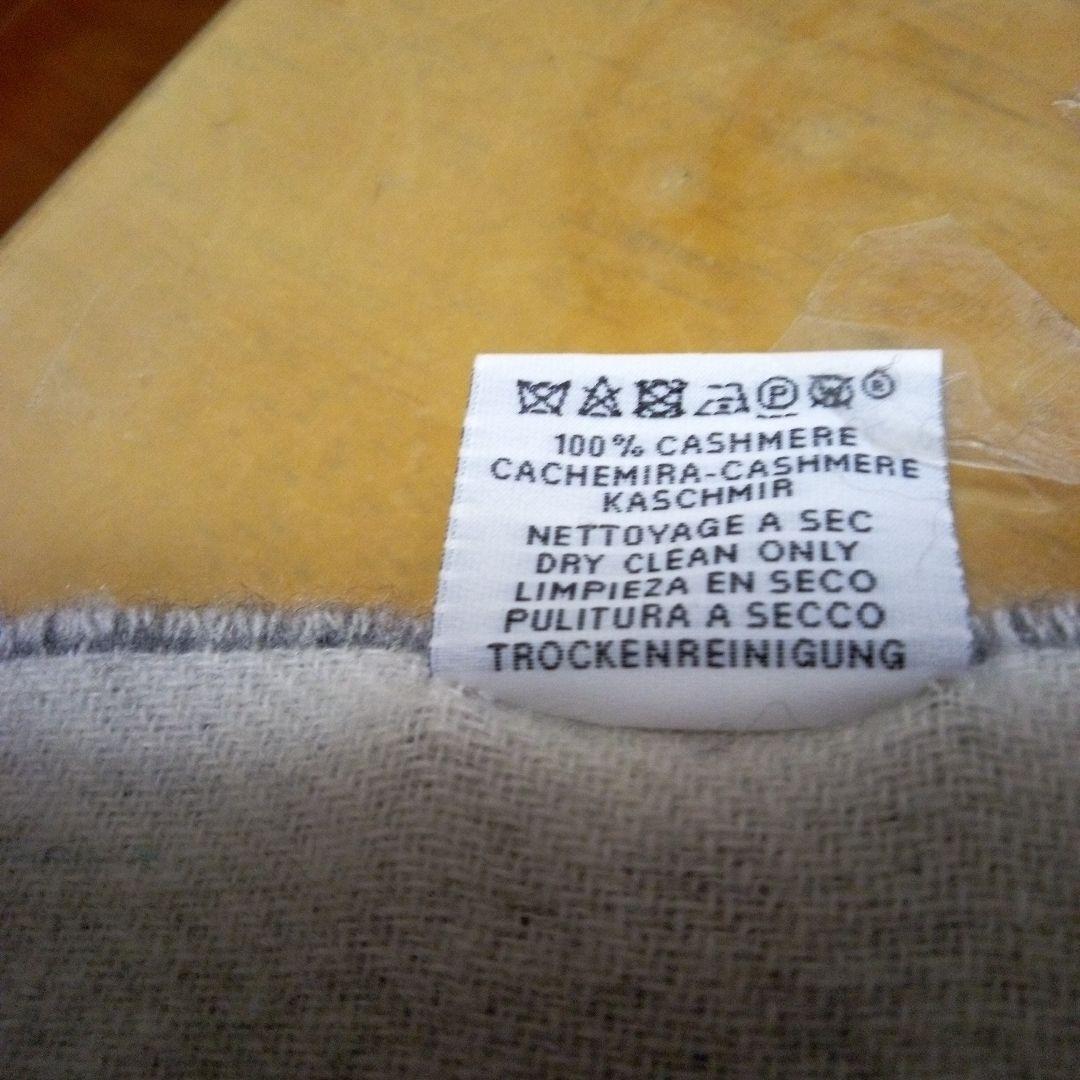 P ®
100% CASHMERE
CACHEMIRA-CASHMERE
KASCHMIR
NETTOYAGE A SEC
DRY CLEAN ONLY
LIMPIEZA EN SECO
PULITURA A SECCO
TROCKENREINIGUNG